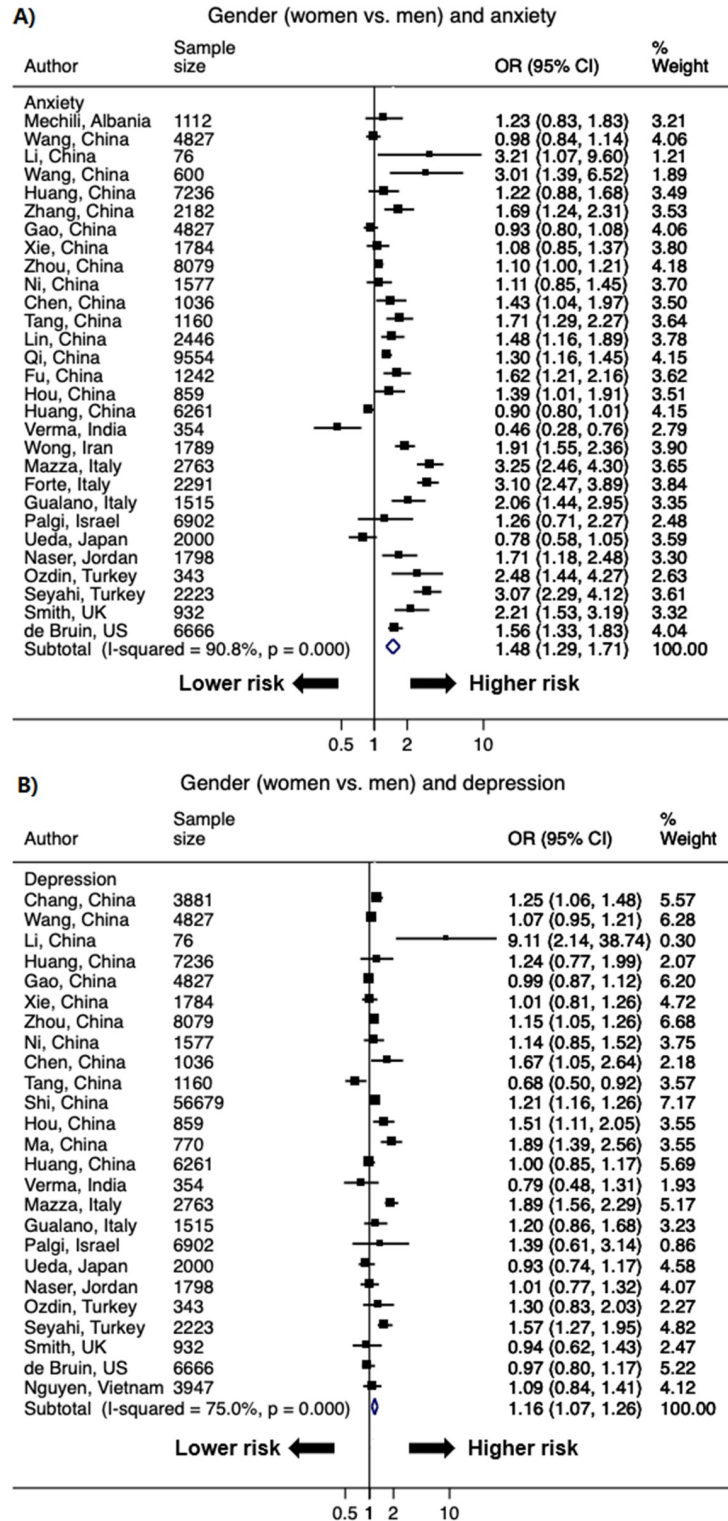 A)
Gender (women vs. men) and anxiety
Sample %
Author size OR (95% CI) Weight
Anxiety
Mechili, Albania 1112 1.23 (0.83, 1.83) 3.21
Wang, China 4827 0.98 (0.84, 1.14) 4.06
Li, China 76 3.21 (1.07, 9.60) 1.21
Wang, China 600 3.01 (1.39, 6.52) 1.89
Huang, China 7236 1.22 (0.88, 1.68) 3.49
Zhang, China 2182 1.69 (1.24, 2.31) 3.53
Gao, China 4827 0.93 (0.80, 1.08) 4.06
Xie, China 1784 1.08 (0.85, 1.37) 3.80
Zhou, China 8079 1.10 (1.00, 1.21) 4.18
Ni, China 1577 1.11 (0.85, 1.45) 3.70
Chen, China 1036 1.43 (1.04, 1.97) 3.50
Tang, China 1160 1.71 (1.29, 2.27) 3.64
Lin, China 2446 1.48 (1.16, 1.89) 3.78
Qi, China 9554 1.30 (1.16, 1.45) 4.15
Fu, China 1242 1.62 (1.21, 2.16) 3.62
Hou, China 859 1.39 (1.01, 1.91) 3.51
Huang, China 6261 0.90 (0.80, 1.01) 4.15
Verma, India 354 0.46 (0.28, 0.76) 2.79
Wong, Iran 1789 1.91 (1.55, 2.36) 3.90
Mazza, Italy 2763 3.25 (2.46, 4.30) 3.65
Forte, Italy 2291 3.10 (2.47, 3.89) 3.84
Gualano, Italy 1515 2.06 (1.44, 2.95) 3.35
Palgi, Israel 6902 1.26 (0.71, 2.27) 2.48
Ueda, Japan 2000 0.78 (0.58, 1.05) 3.59
Naser, Jordan 1798 1.71 (1.18, 2.48) 3.30
Ozdin, Turkey 343 2.48 (1.44, 4.27) 2.63
Seyahi, Turkey 2223 3.07 (2.29, 4.12) 3.61
Smith, UK 932 2.21 (1.53, 3.19) 3.32
de Bruin, US 6666 1.56 (1.33, 1.83) 4.04
Subtotal (I-squared = 90.8%, p = 0.000) 1.48 (1.29, 1.71) 100.00
Lower risk Higher risk
0.5 1 2 10
B)
Gender (women vs. men) and depression
Sample %
Author size OR (95% CI) Weight
Depression
Chang, China 3881 1.25 (1.06, 1.48) 5.57
Wang, China 4827 1.07 (0.95, 1.21) 6.28
Li, China 76 9.11 (2.14, 38.74) 0.30
Huang, China 7236 1.24 (0.77, 1.99) 2.07
Gao, China 4827 0.99 (0.87, 1.12) 6.20
Xie, China 1784 1.01 (0.81, 1.26) 4.72
Zhou, China 8079 1.15 (1.05, 1.26) 6.68
Ni, China 1577 1.14 (0.85, 1.52) 3.75
Chen, China 1036 1.67 (1.05, 2.64) 2.18
Tang, China 1160 0.68 (0.50, 0.92) 3.57
Shi, China 56679 1.21 (1.16, 1.26) 7.17
Hou, China 859 1.51 (1.11, 2.05) 3.55
Ma, China 770 1.89 (1.39, 2.56) 3.55
Huang, China 6261 1.00 (0.85, 1.17) 5.69
Verma, India 354 0.79 (0.48, 1.31) 1.93
Mazza, Italy 2763 1.89 (1.56, 2.29) 5.17
Gualano, Italy 1515 1.20 (0.86, 1.68) 3.23
Palgi, Israel 6902 1.39 (0.61, 3.14) 0.86
Ueda, Japan 2000 0.93 (0.74, 1.17) 4.58
Naser, Jordan 1798 1.01 (0.77, 1.32) 4.07
Ozdin, Turkey 343 1.30 (0.83, 2.03) 2.27
Seyahi, Turkey 2223 1.57 (1.27, 1.95) 4.82
Smith, UK 932 0.94 (0.62, 1.43) 2.47
de Bruin, US 6666 0.97 (0.80, 1.17) 5.22
Nguyen, Vietnam 3947 1.09 (0.84, 1.41) 4.12
Subtotal (I-squared = 75.0%, p = 0.000) 1.16 (1.07, 1.26) 100.00
Lower risk Higher risk
0.5 1 2 10